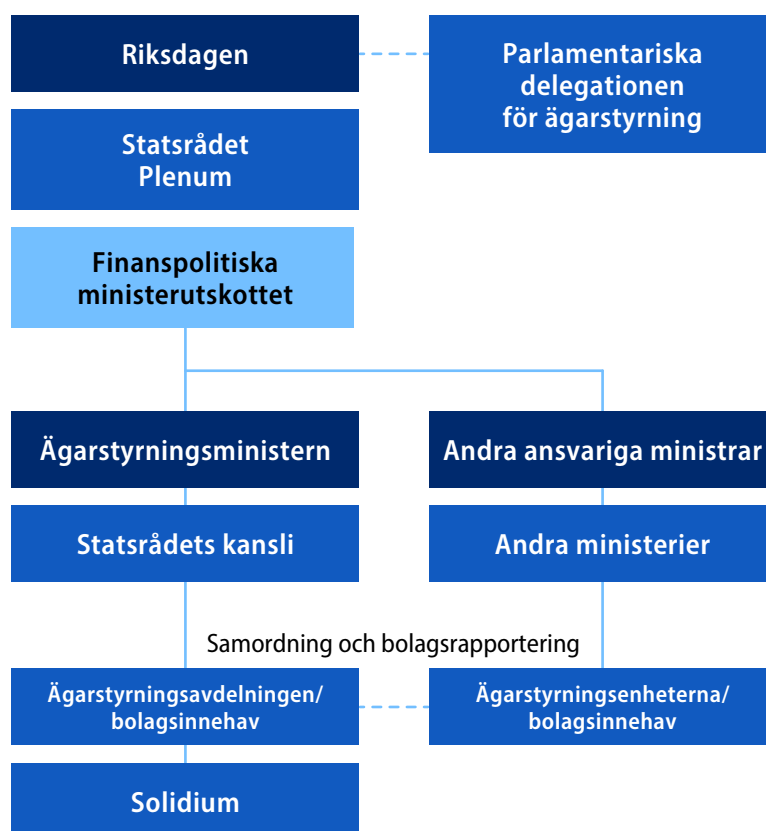 Riksdagen
Parlamentariska
delegationen
för ägarstyrning
Statsrådet
Plenum
Finanspolitiska
ministerutskottet
Ägarstyrningsministern
Andra ansvariga ministrar
Statsrådets kansli
Andra ministerier
Samordning och bolagsrapportering
Ägarstyrningsavdelningen/
bolagsinnehav
Ägarstyrningsenheterna/
bolagsinnehav
Solidium